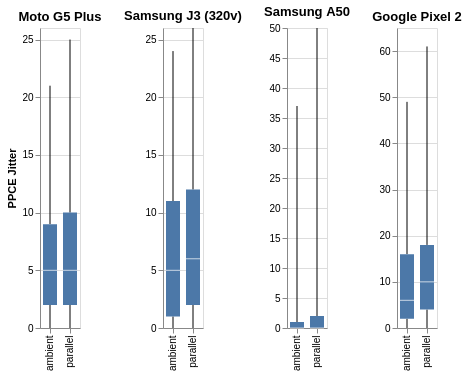 Moto G5 Plus
Samsung J3 (320v)
Samsung A50
Google Pixel 2
PPCE Jitter
25
20
15
10
5
0
ambient
parallel
25
20
15
10
5
0
ambient
parallel
50
45
40
35
30
25
20
15
10
5
0
ambient
parallel
60
50
40
30
20
10
0
ambient
parallel